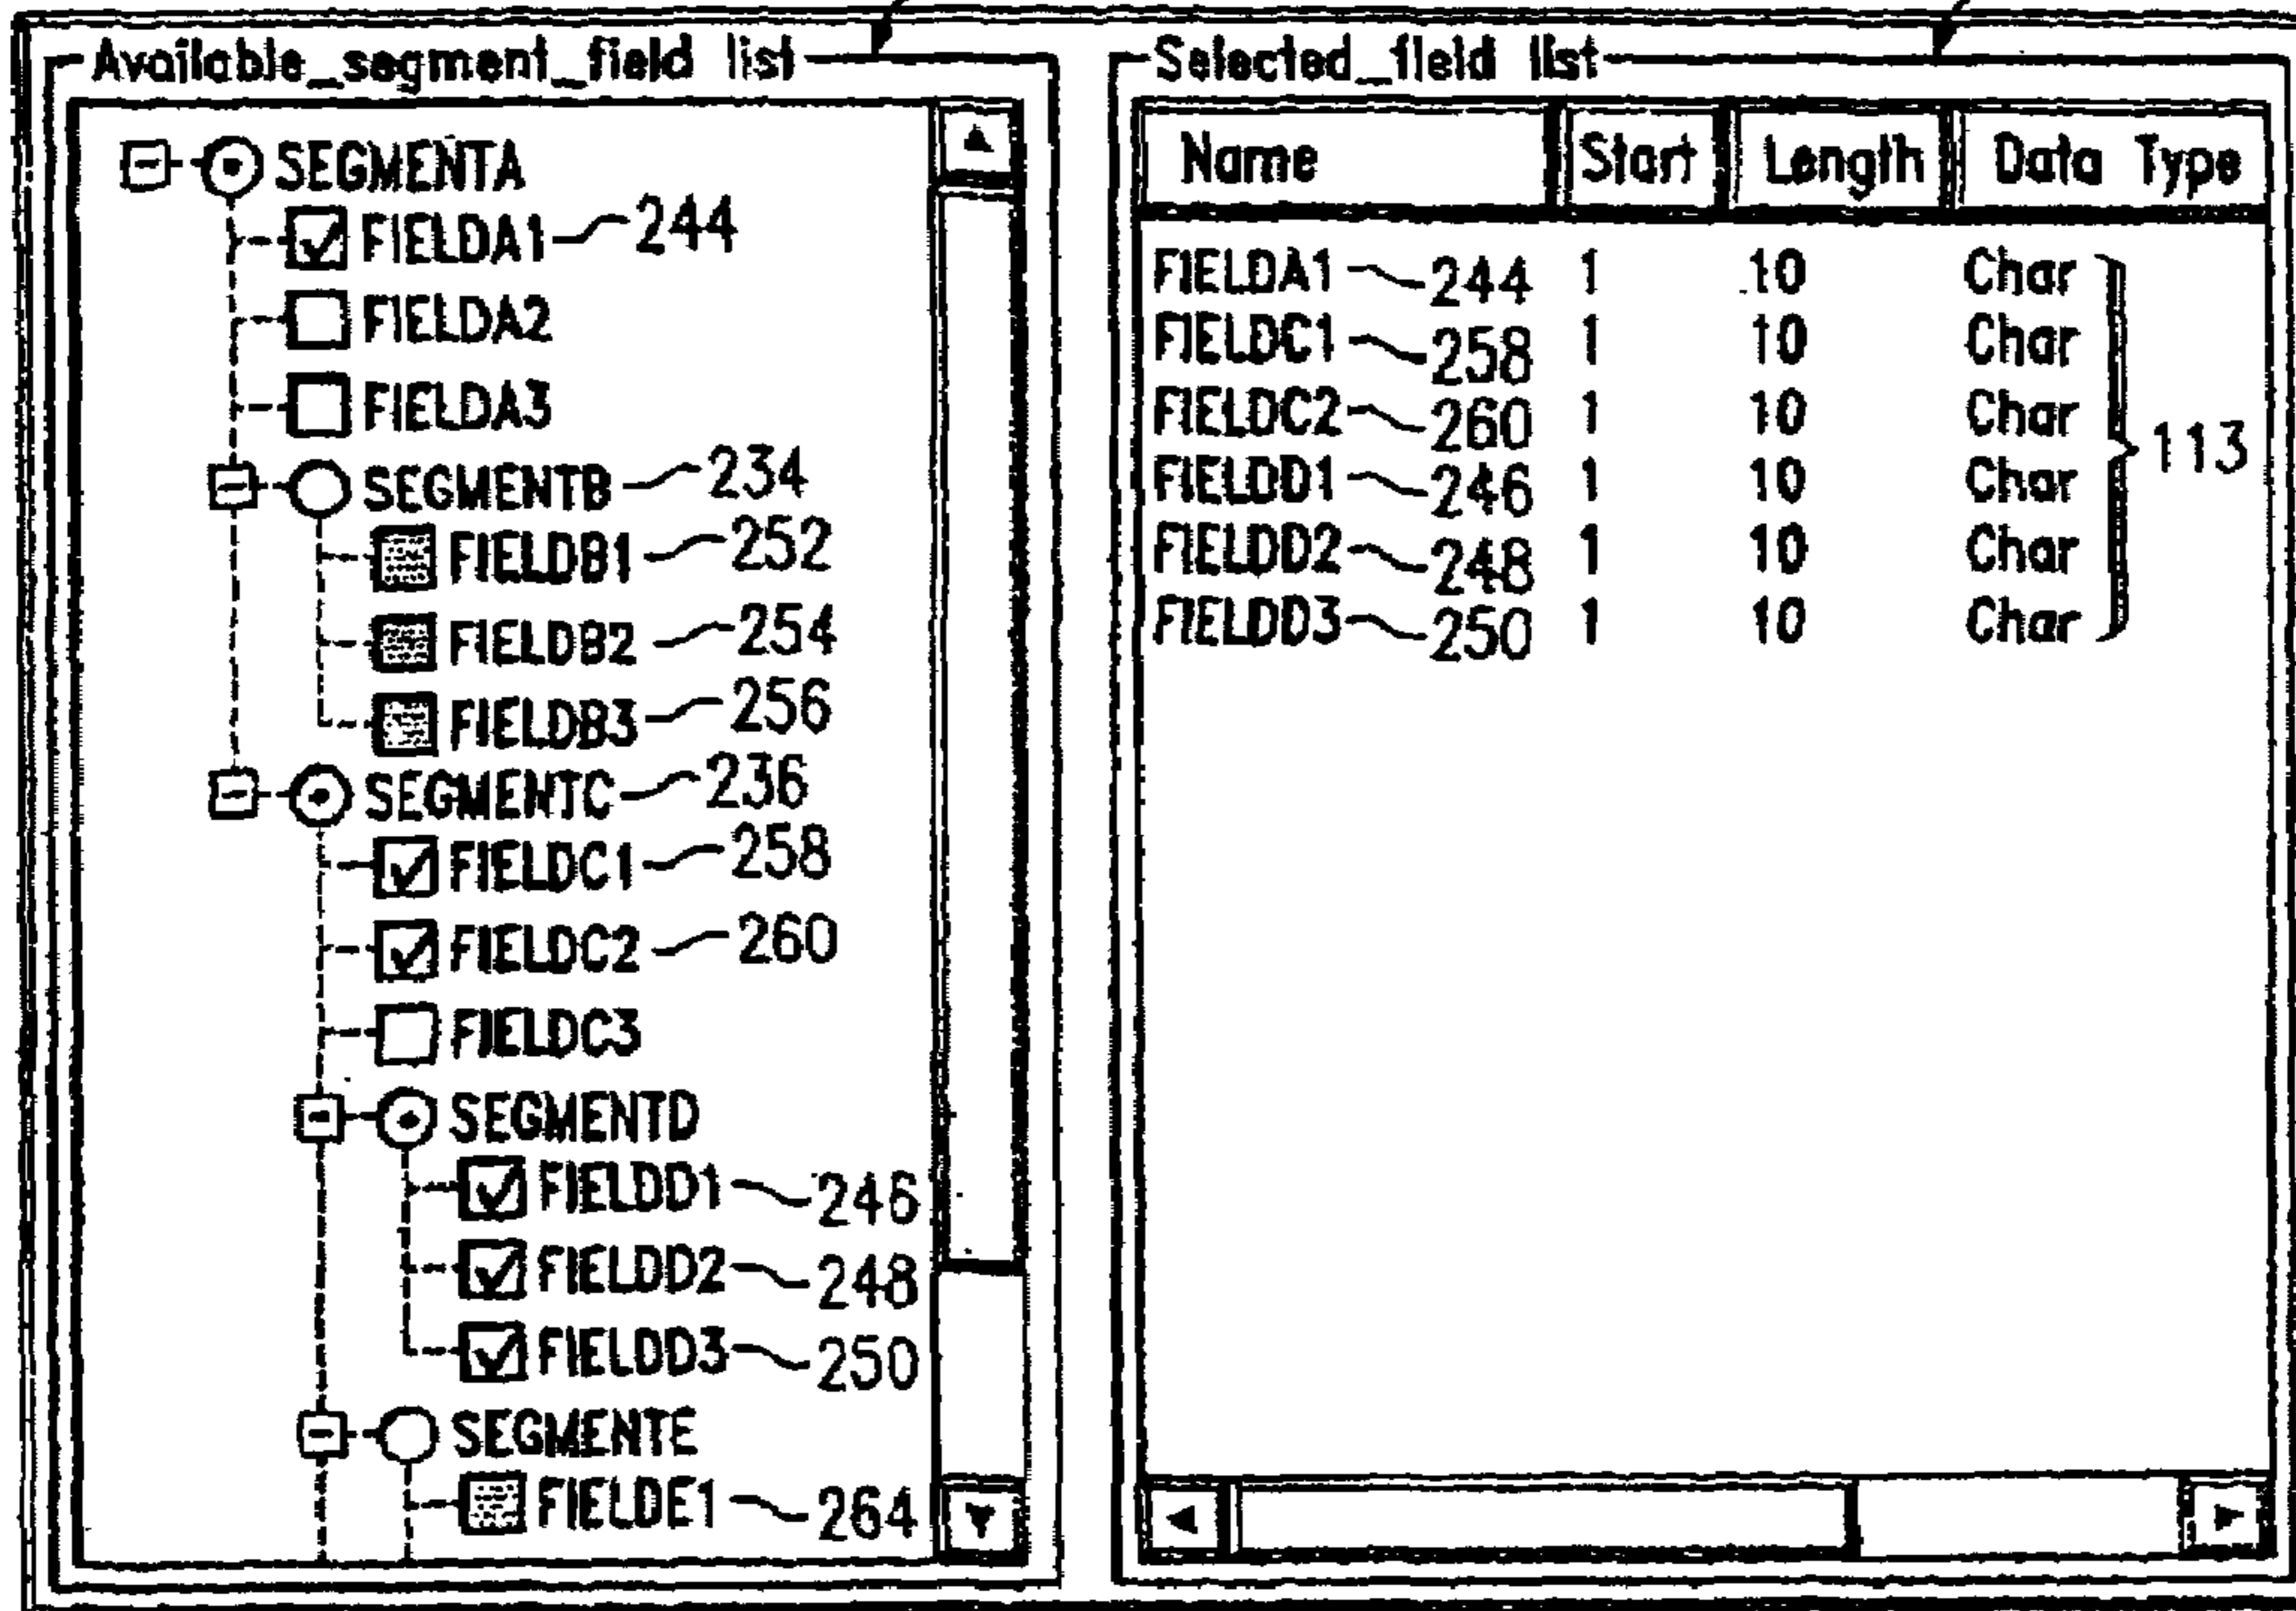 Available_segment_field list
SEGMENTA
FIELDA1 244
FIELDA2
FIELDA3
SEGMENTB 234
FIELDB1 252
FIELDB2 254
FIELDB3 256
SEGMENTC 236
FIELDC1 258
FIELDC2 260
FIELDC3
SEGMENTD
FIELDD1 246
FIELDD2 248
FIELDD3 250
SEGMENTE
FIELDE1 264
Selected_field list
Name Start Length Data Type
FIELDA1 244 1 10 Char
FIELDC1 258 1 10 Char
FIELDC2 260 1 10 Char
FIELDD1 246 1 10 Char
FIELDD2 248 1 10 Char
FIELDD3 250 1 10 Char
113